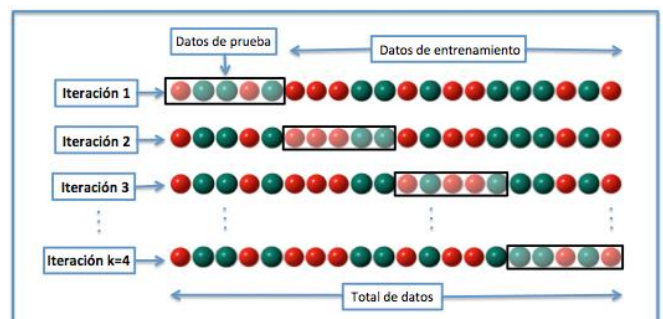 Datos de prueba
Datos de entrenamiento
Iteración 1
Iteración 2
Iteración 3
Iteración k=4
Total de datos